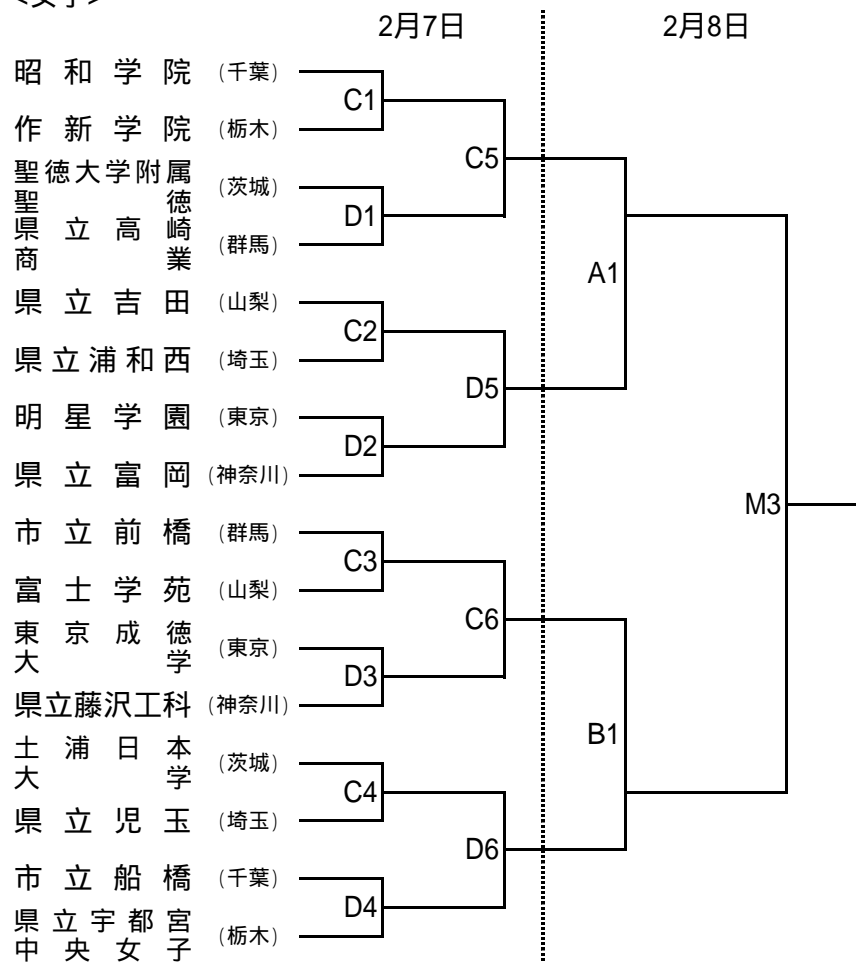 <女子>
2月7日 2月8日
昭和学院 (千葉)
C1
作新学院 (栃木)
C5
聖徳大学附属
聖徳 (茨城)
D1
県立高崎
商業 (群馬)
A1
県立吉田 (山梨)
C2
県立浦和西 (埼玉)
D5
明星学園 (東京)
D2
県立富岡 (神奈川)
M3
市立前橋 (群馬)
C3
富士学苑 (山梨)
C6
東京成徳
大学 (東京)
D3
県立藤沢工科 (神奈川)
B1
土浦日本
大学 (茨城)
C4
県立児玉 (埼玉)
D6
市立船橋 (千葉)
D4
県立宇都宮
中央女子 (栃木)